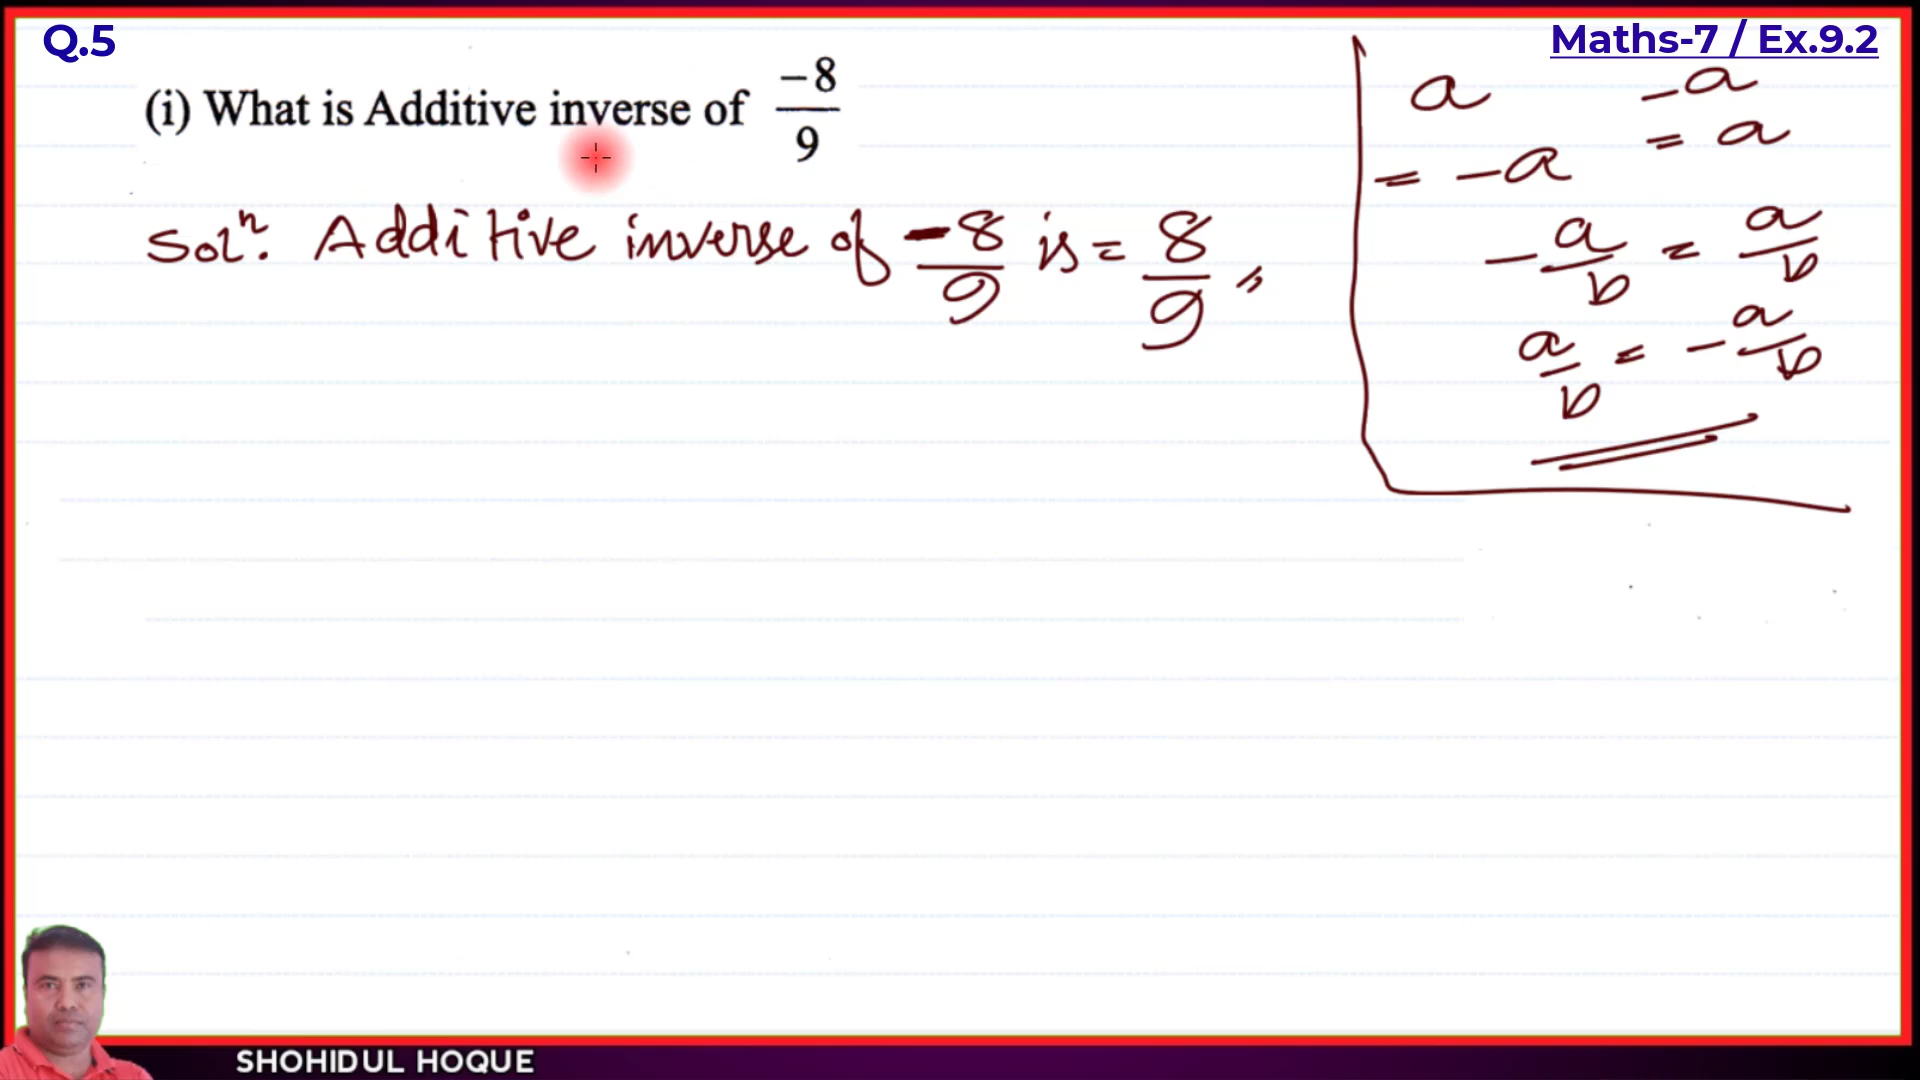 Q.5
Maths-7 / Ex.9.2
(i) What is Additive inverse of -8/9
Solⁿ: Additive inverse of -8/9 is = 8/9 〃
a
= -a
-a
= a
-a/b = a/b
a/b = -a/b
SHOHIDUL HOQUE